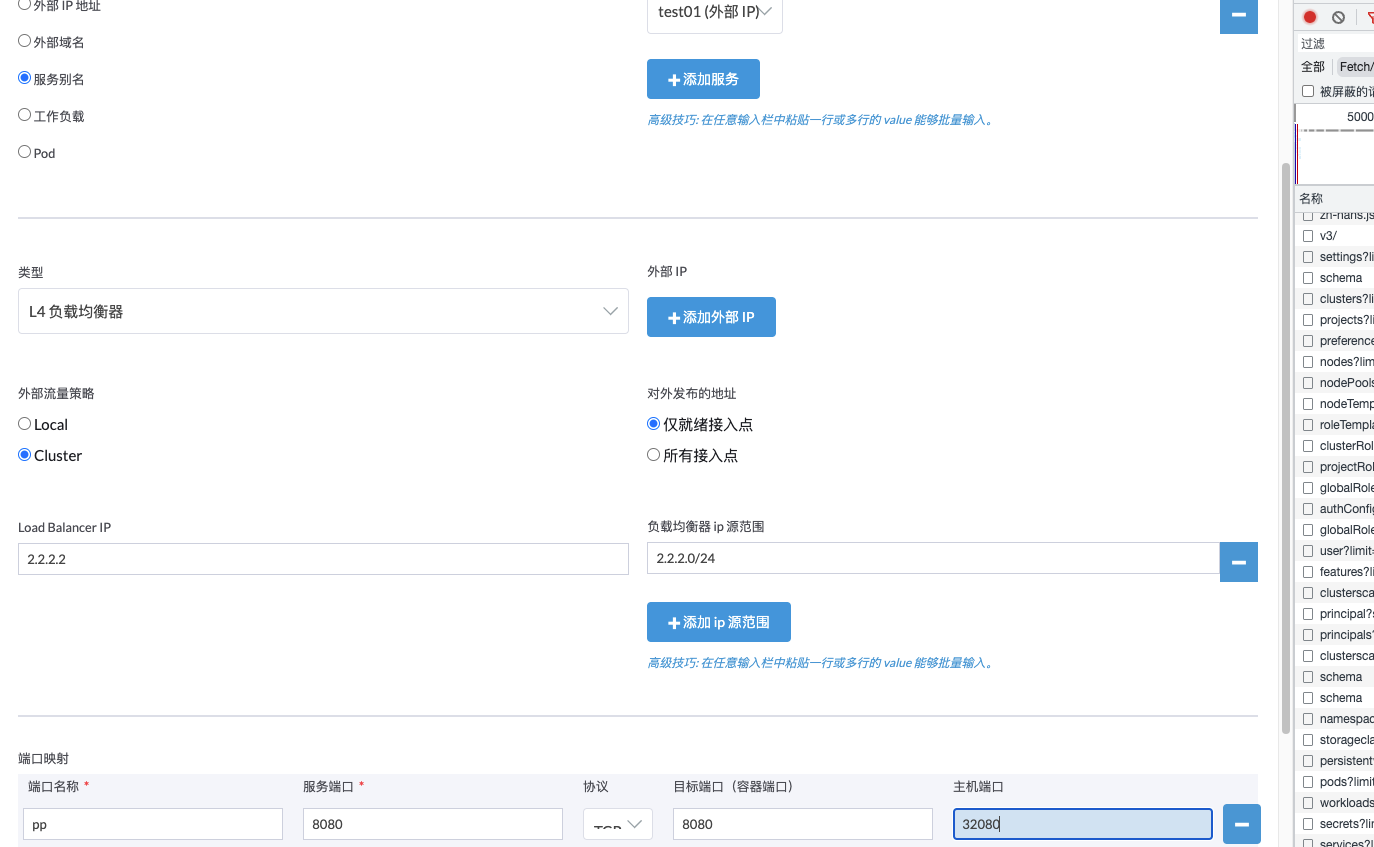 外部 IP 地址
test01 (外部 IP)
外部域名
服务别名
添加服务
工作负载
高级技巧: 在任意输入栏中粘贴一行或多行的 value 能够批量输入。
Pod
类型
外部 IP
L4 负载均衡器
添加外部 IP
外部流量策略
对外发布的地址
Local
仅就绪接入点
Cluster
所有接入点
Load Balancer IP
负载均衡器 ip 源范围
2.2.2.2
2.2.2.0/24
添加 ip 源范围
高级技巧: 在任意输入栏中粘贴一行或多行的 value 能够批量输入。
端口映射
端口名称 *
服务端口 *
协议
目标端口（容器端口）
主机端口
pp
8080
TCP
8080
32080
过滤
全部
Fetch/
被屏蔽的
5000
名称
zh-hans.js
v3/
settings?li
schema
clusters?li
projects?li
preference
nodes?lim
nodePools
nodeTemp
roleTempla
clusterRol
projectRol
globalRole
authConfig
globalRole
user?limit=
features?li
clustersca
principal?s
principals?
clustersca
schema
schema
namespac
storagecla
persistent
pods?limit
workloads
secrets?lin
services?l